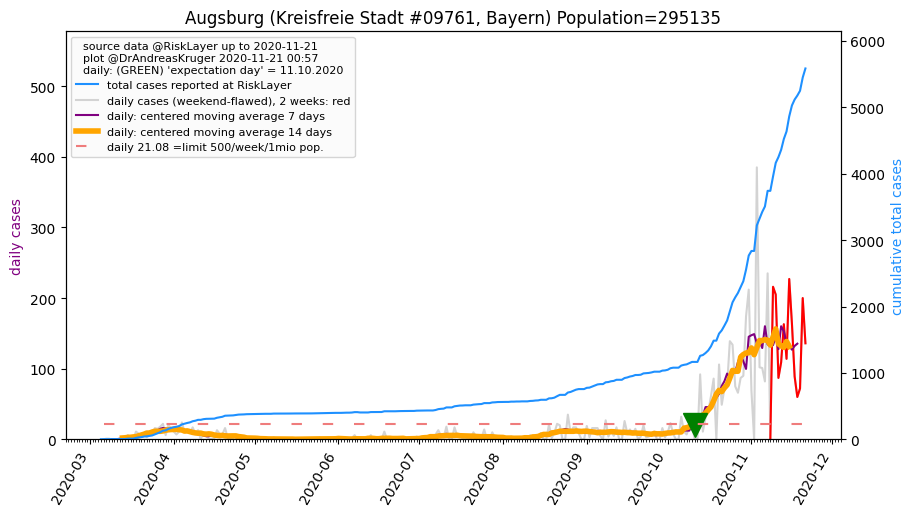 Augsburg (Kreisfreie Stadt #09761, Bayern) Population=295135
source data @RiskLayer up to 2020-11-21
plot @DrAndreasKruger 2020-11-21 00:57
daily: (GREEN) 'expectation day' = 11.10.2020
total cases reported at RiskLayer
daily cases (weekend-flawed), 2 weeks: red
daily: centered moving average 7 days
daily: centered moving average 14 days
daily 21.08 =limit 500/week/1mio pop.
daily cases
0
100
200
300
400
500
cumulative total cases
0
1000
2000
3000
4000
5000
6000
2020-03
2020-04
2020-05
2020-06
2020-07
2020-08
2020-09
2020-10
2020-11
2020-12